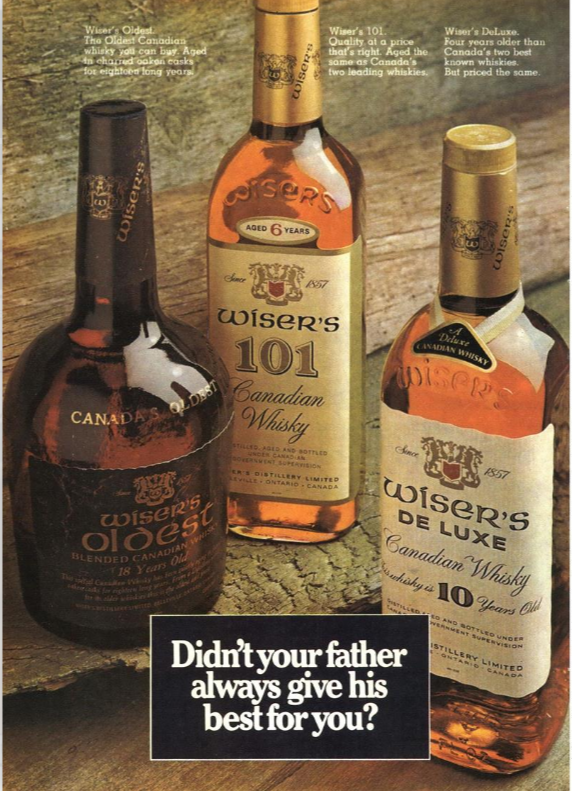 Wiser's Oldest.
The Oldest Canadian
whisky you can buy. Aged
in charred oaken casks
for eighteen long years.
Wiser's 101.
Quality at a price
that's right. Aged the
same as Canada's
two leading whiskies.
Wiser's DeLuxe.
Four years older than
Canada's two best
known whiskies.
But priced the same.
WISER'S
CANADA'S OLDEST
WISER'S
OLDEST
BLENDED CANADIAN WHISKY
18 Years Old
WISER'S
WISER'S
AGED 6 YEARS
Since 1857
WISER'S
101
Canadian
Whisky
DISTILLED, AGED AND BOTTLED
UNDER CANADIAN
GOVERNMENT SUPERVISION
DISTILLERY LIMITED
ONTARIO · CANADA
WISER'S
A
Deluxe
CANADIAN WHISKY
WISER'S
Since 1857
WISER'S
DE LUXE
Canadian Whisky
this whisky is 10 Years Old
DISTILLED, AGED AND BOTTLED UNDER
GOVERNMENT SUPERVISION
DISTILLERY LIMITED
ONTARIO · CANADA
Didn't your father
always give his
best for you?